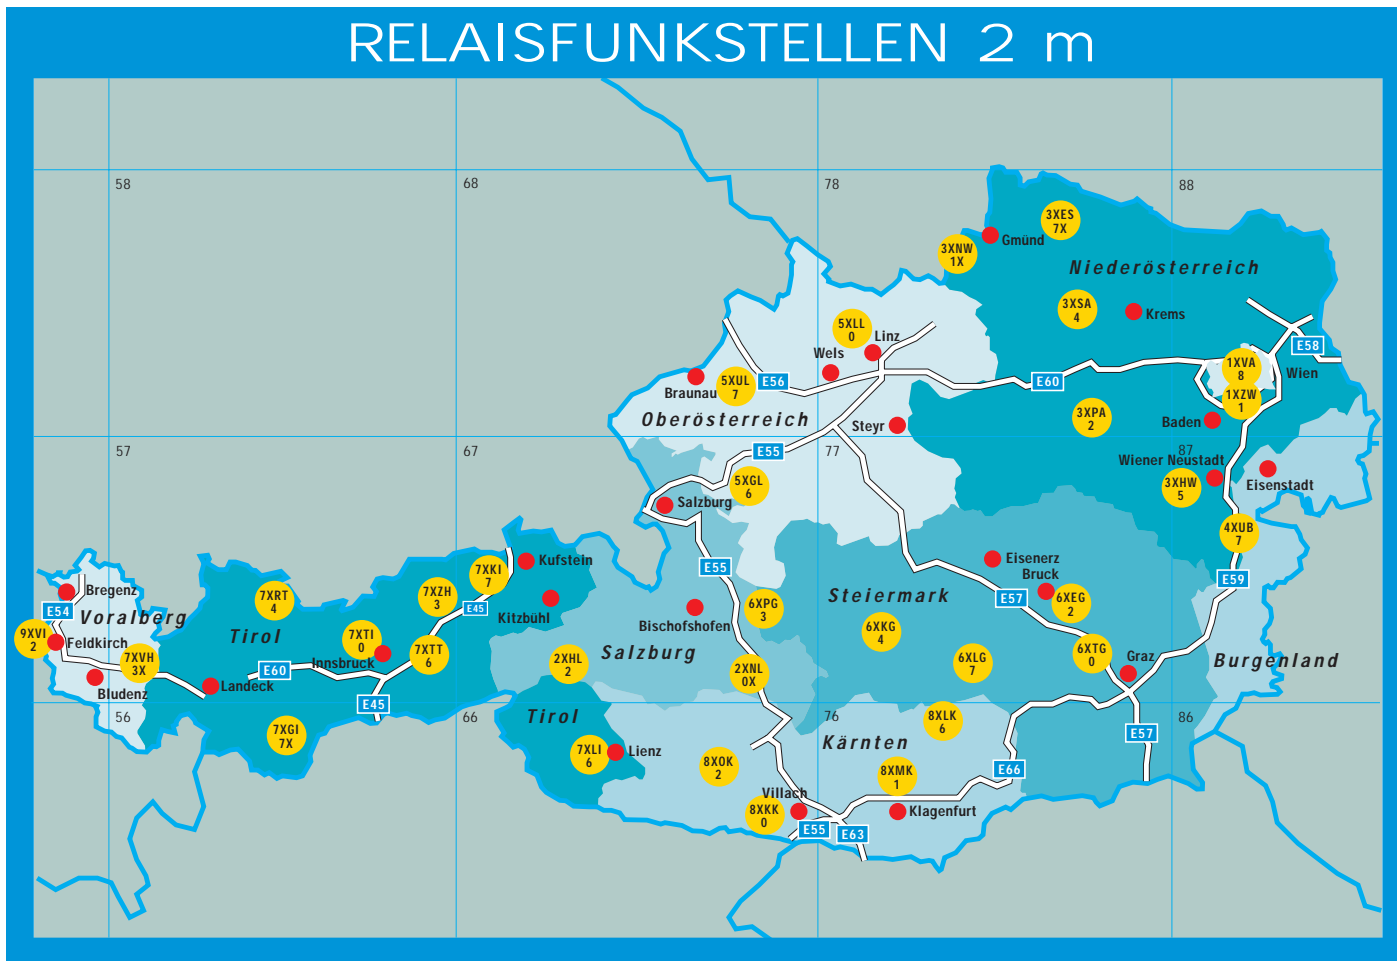 RELAISFUNKSTELLEN 2 m
58
68
78
88
3XES
7X
3XNW
1X
Gmünd
Niederösterreich
3XSA
4
Krems
5XLL
0
Linz
E58
Wels
1XVA
8
Wien
Braunau
5XUL
7
E56
E60
1XZW
1
Oberösterreich
Steyr
3XPA
2
Baden
57
67
E55
77
87
Wiener Neustadt
5XGL
6
3XHW
5
Eisenstadt
Salzburg
4XUB
7
Kufstein
Eisenerz
7XKI
7
E55
Bruck
E59
Bregenz
7XRT
4
7XZH
3
E45
Kitzbühl
6XPG
3
Steiermark
E57
6XEG
2
E54
Voralberg
Tirol
Bischofshofen
6XKG
4
9XVI
2
Feldkirch
7XTI
0
7XTT
6
Salzburg
6XTG
0
Graz
Burgenland
7XVH
3X
Innsbruck
E60
2XHL
2
2XNL
0X
6XLG
7
Bludenz
Landeck
E45
56
66
Tirol
76
8XLK
6
86
7XGI
7X
Kärnten
E57
7XLI
6
Lienz
8XOK
2
8XMK
1
E66
Villach
8XKK
0
Klagenfurt
E55
E63